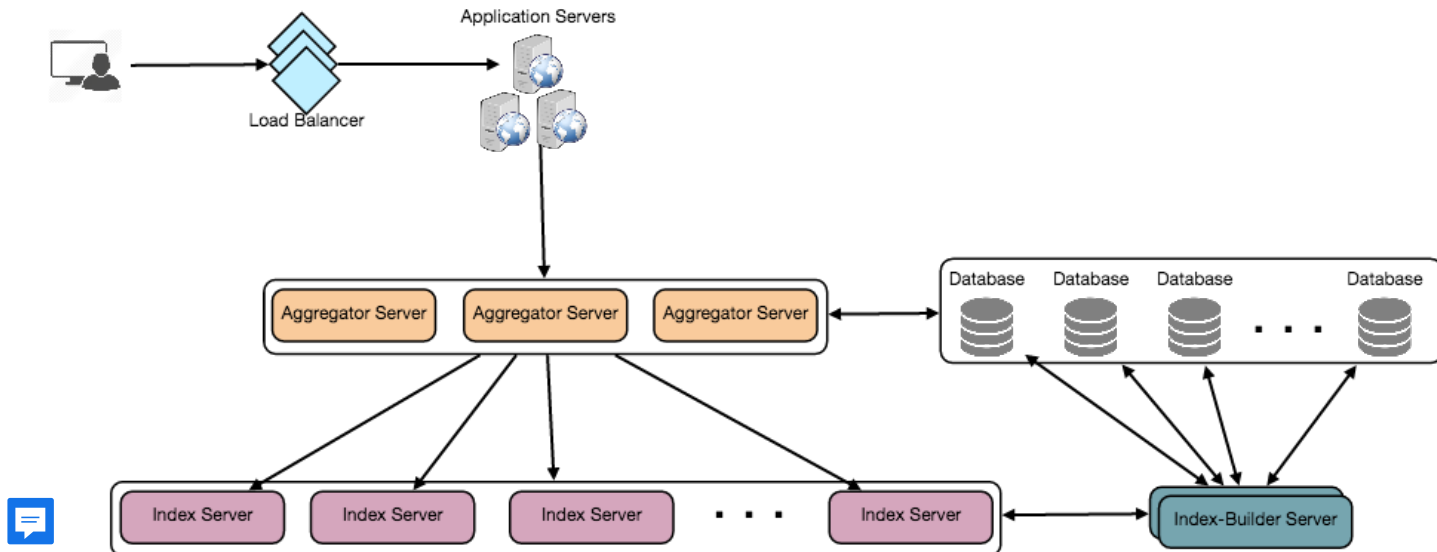 Application Servers
Load Balancer
Database Database Database Database
Aggregator Server Aggregator Server Aggregator Server
Index Server Index Server Index Server Index Server
Index-Builder Server